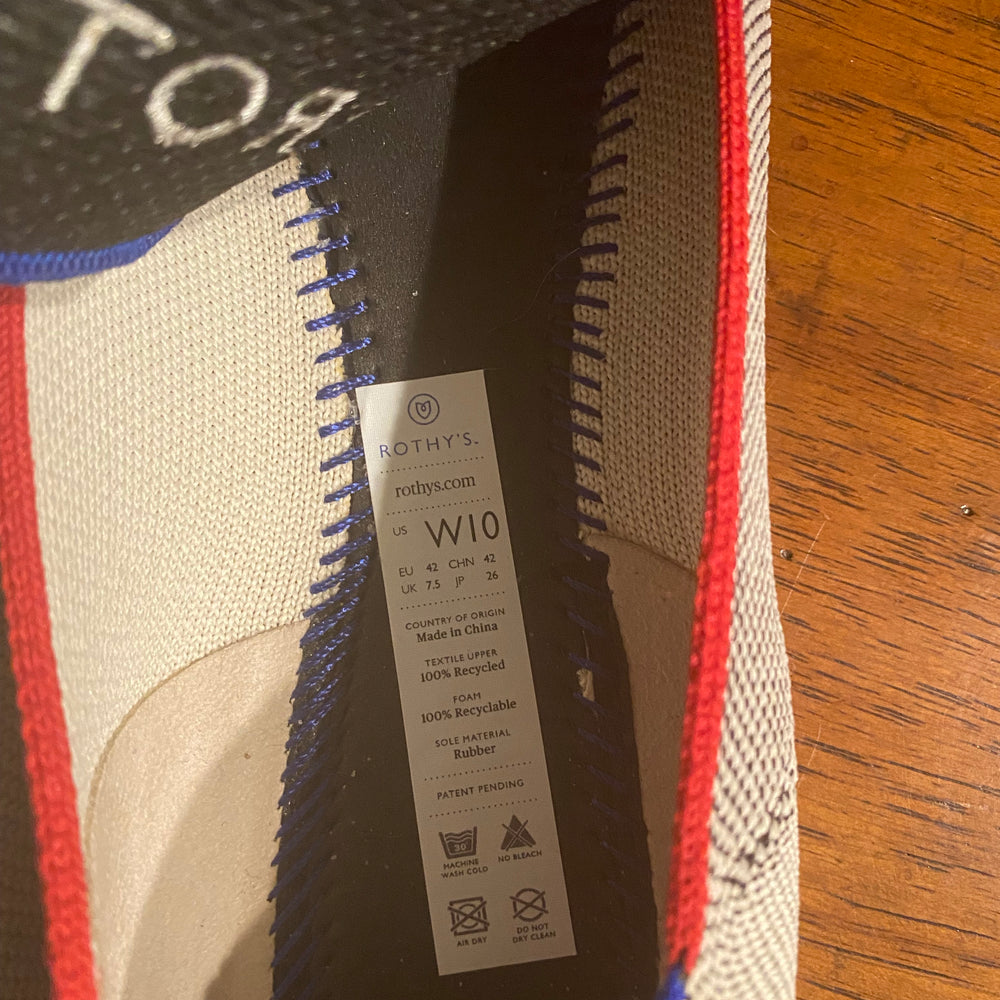 To
ROTHY'S™
rothys.com
US W10
EU 42 CHN 42
UK 7.5 JP 26
COUNTRY OF ORIGIN
Made in China
TEXTILE UPPER
100% Recycled
FOAM
100% Recyclable
SOLE MATERIAL
Rubber
PATENT PENDING
30°
MACHINE WASH COLD
NO BLEACH
AIR DRY
DO NOT DRY CLEAN